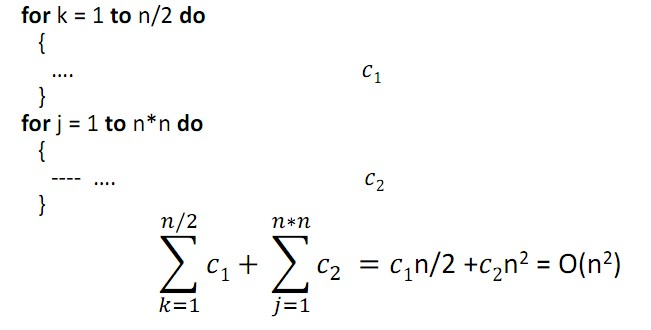 for k = 1 to n/2 do
{
.... c₁
}
for j = 1 to n*n do
{
---- .... c₂
}
n/2 n*n
∑ c₁ + ∑ c₂ = c₁n/2 +c₂n² = O(n²)
k=1 j=1